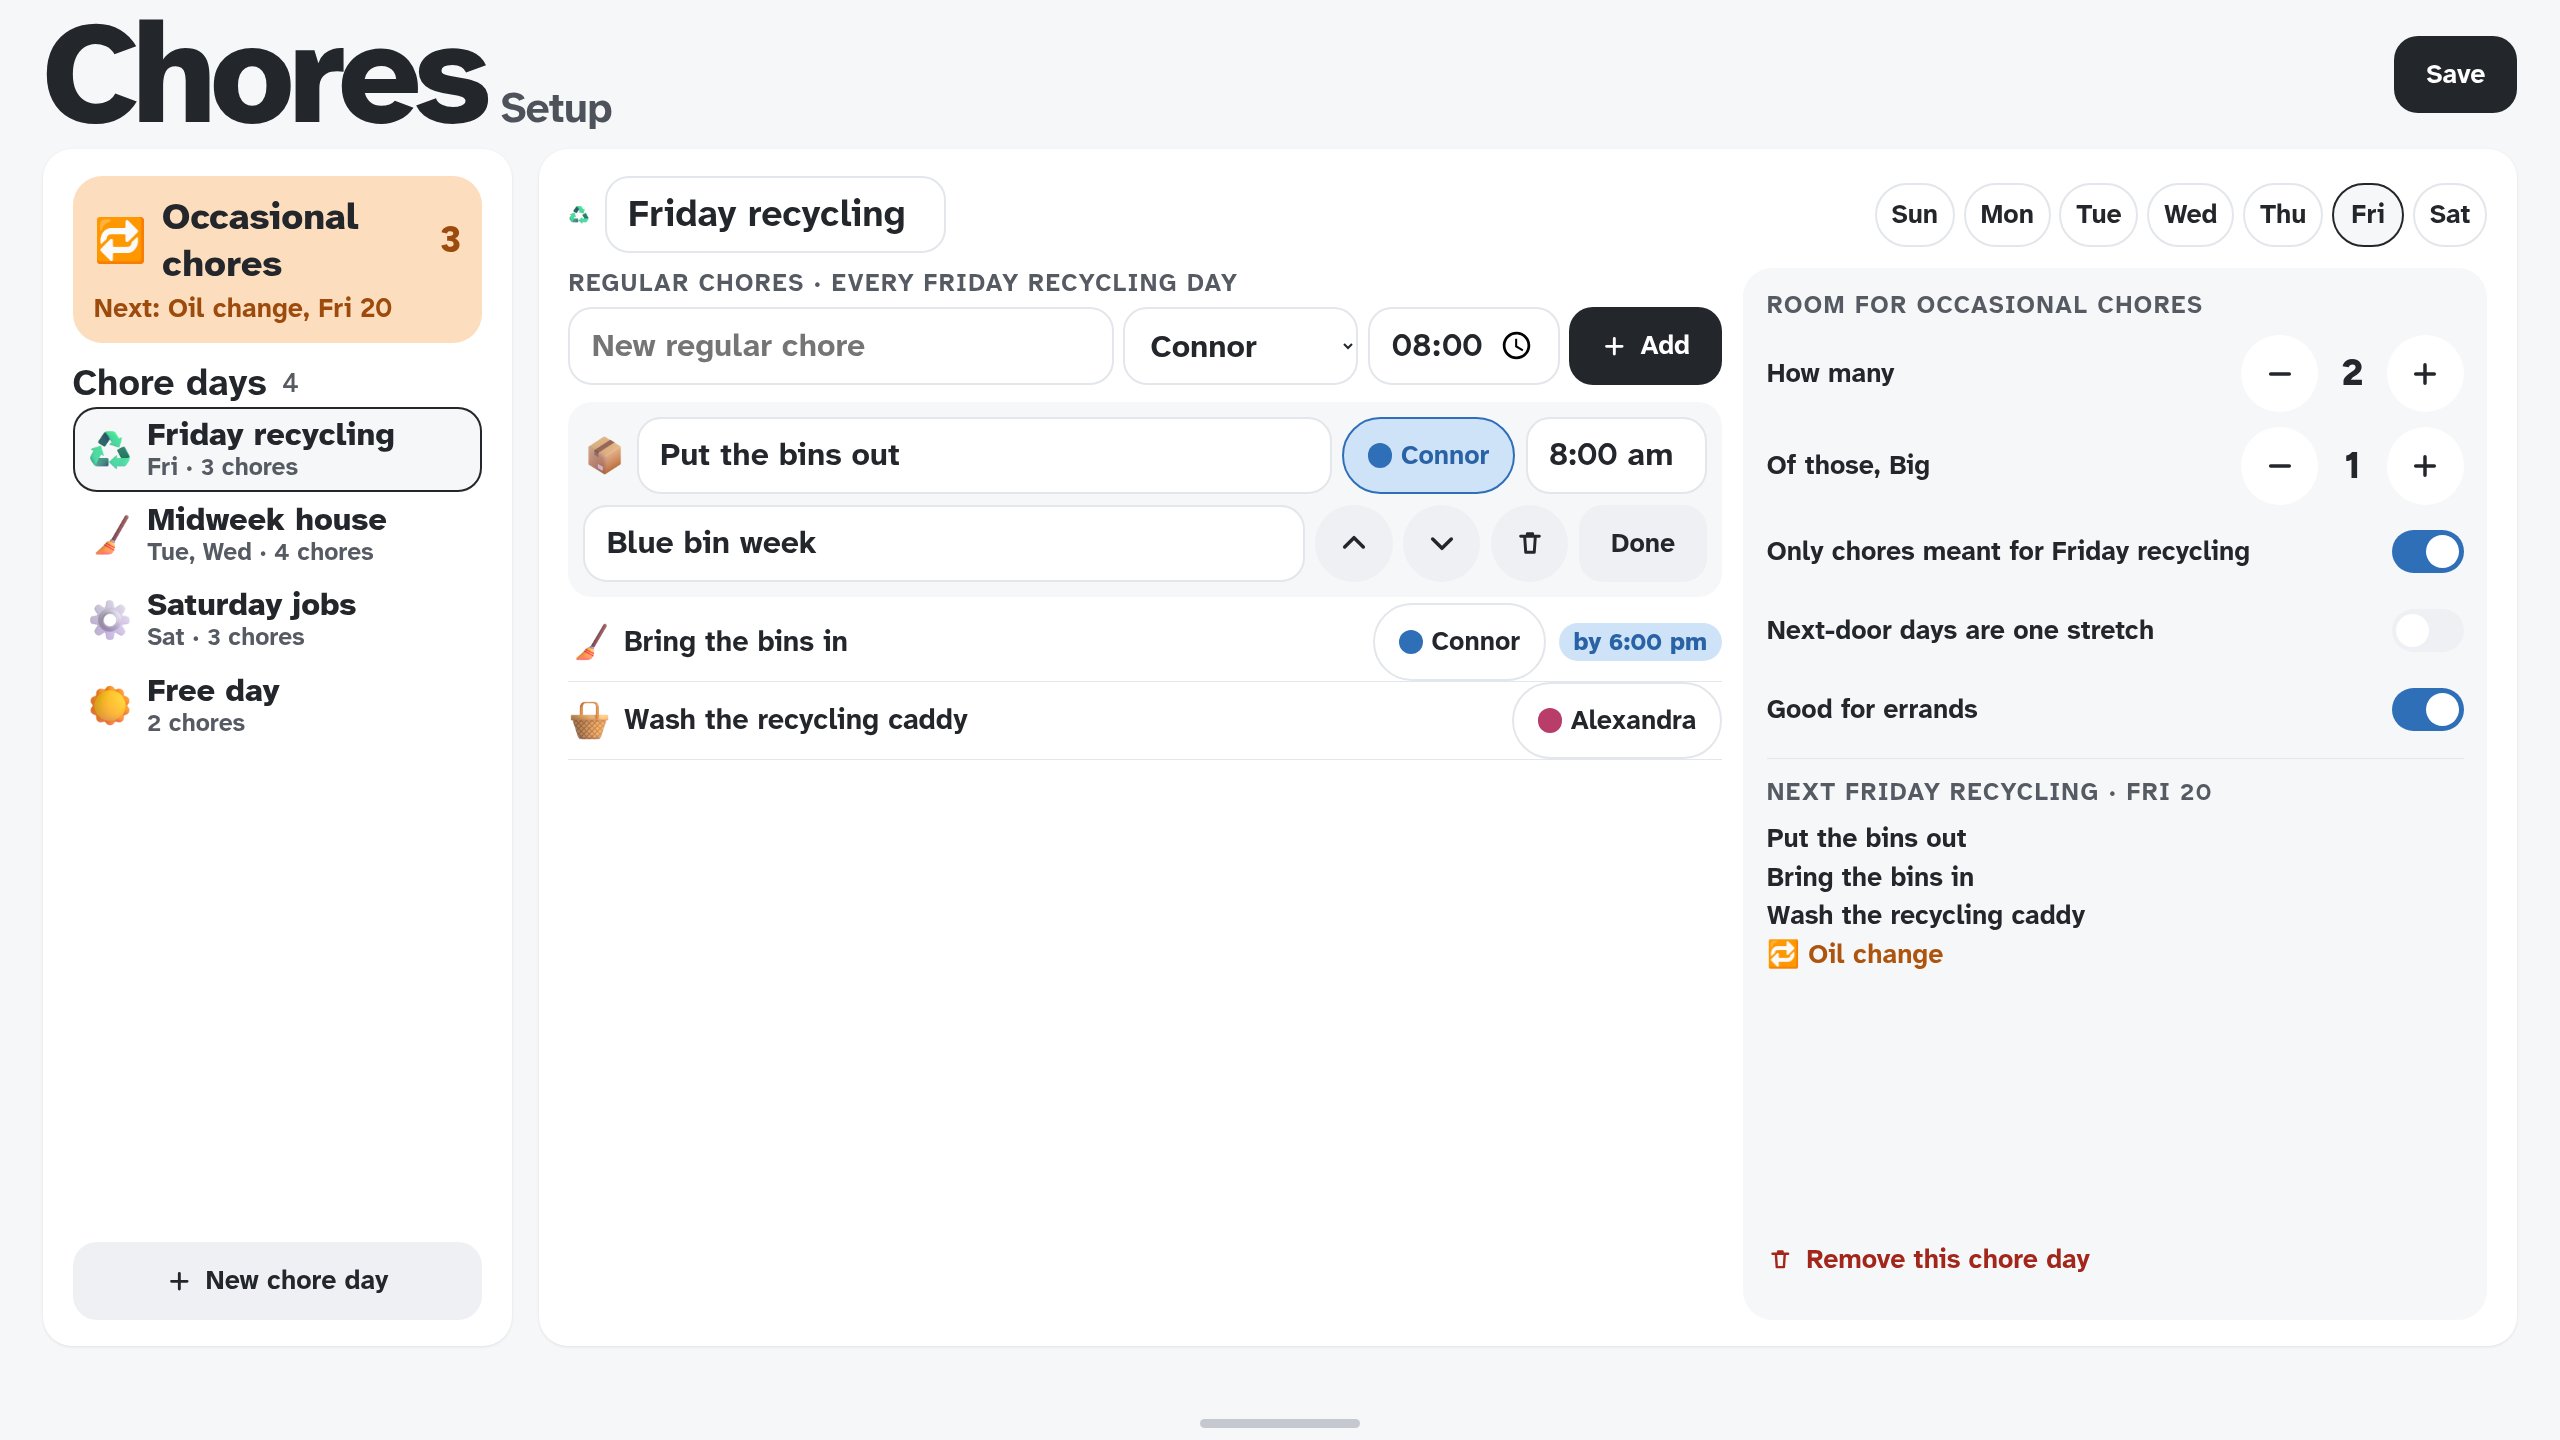 Chores Setup
Save
Occasional chores
3
Next: Oil change, Fri 20
Chore days 4
Friday recycling
Fri · 3 chores
Midweek house
Tue, Wed · 4 chores
Saturday jobs
Sat · 3 chores
Free day
2 chores
+ New chore day
Friday recycling
Sun Mon Tue Wed Thu Fri Sat
REGULAR CHORES · EVERY FRIDAY RECYCLING DAY
New regular chore Connor 08:00 + Add
Put the bins out Connor 8:00 am
Blue bin week Done
Bring the bins in Connor by 6:00 pm
Wash the recycling caddy Alexandra
ROOM FOR OCCASIONAL CHORES
How many − 2 +
Of those, Big − 1 +
Only chores meant for Friday recycling
Next-door days are one stretch
Good for errands
NEXT FRIDAY RECYCLING · FRI 20
Put the bins out
Bring the bins in
Wash the recycling caddy
Oil change
Remove this chore day